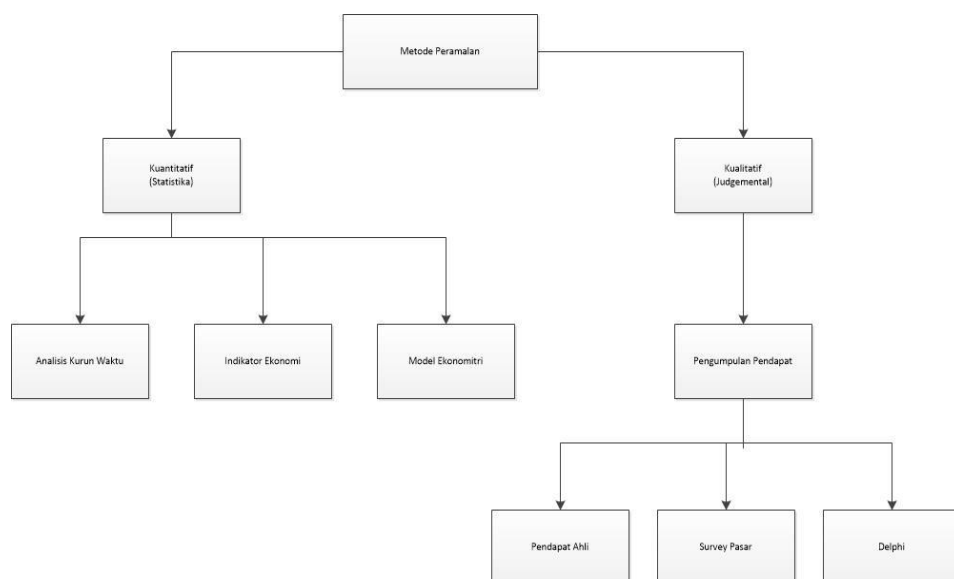 Metode Peramalan
Kuantitatif
(Statistika)
Kualitatif
(Judgemental)
Analisis Kurun Waktu
Indikator Ekonomi
Model Ekonomitri
Pengumpulan Pendapat
Pendapat Ahli
Survey Pasar
Delphi